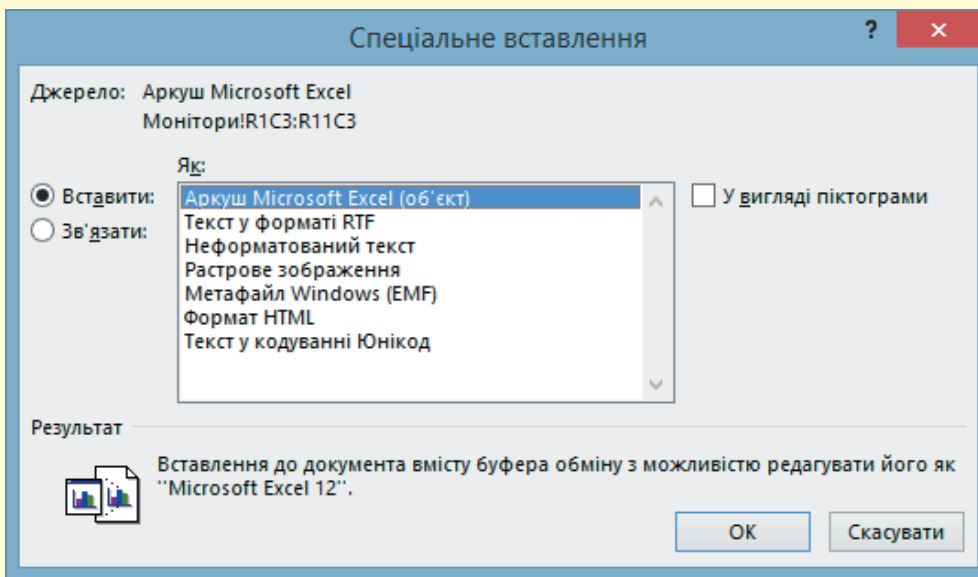 Спеціальне вставлення
?
Джерело: Аркуш Microsoft Excel
Монітори!R1C3:R11C3
Як:
Вставити:
Зв'язати:
Аркуш Microsoft Excel (об'єкт)
Текст у форматі RTF
Неформатований текст
Растрове зображення
Метафайл Windows (EMF)
Формат HTML
Текст у кодуванні Юнікод
У вигляді піктограми
Результат
Вставлення до документа вмісту буфера обміну з можливістю редагувати його як
"Microsoft Excel 12".
ОК
Скасувати